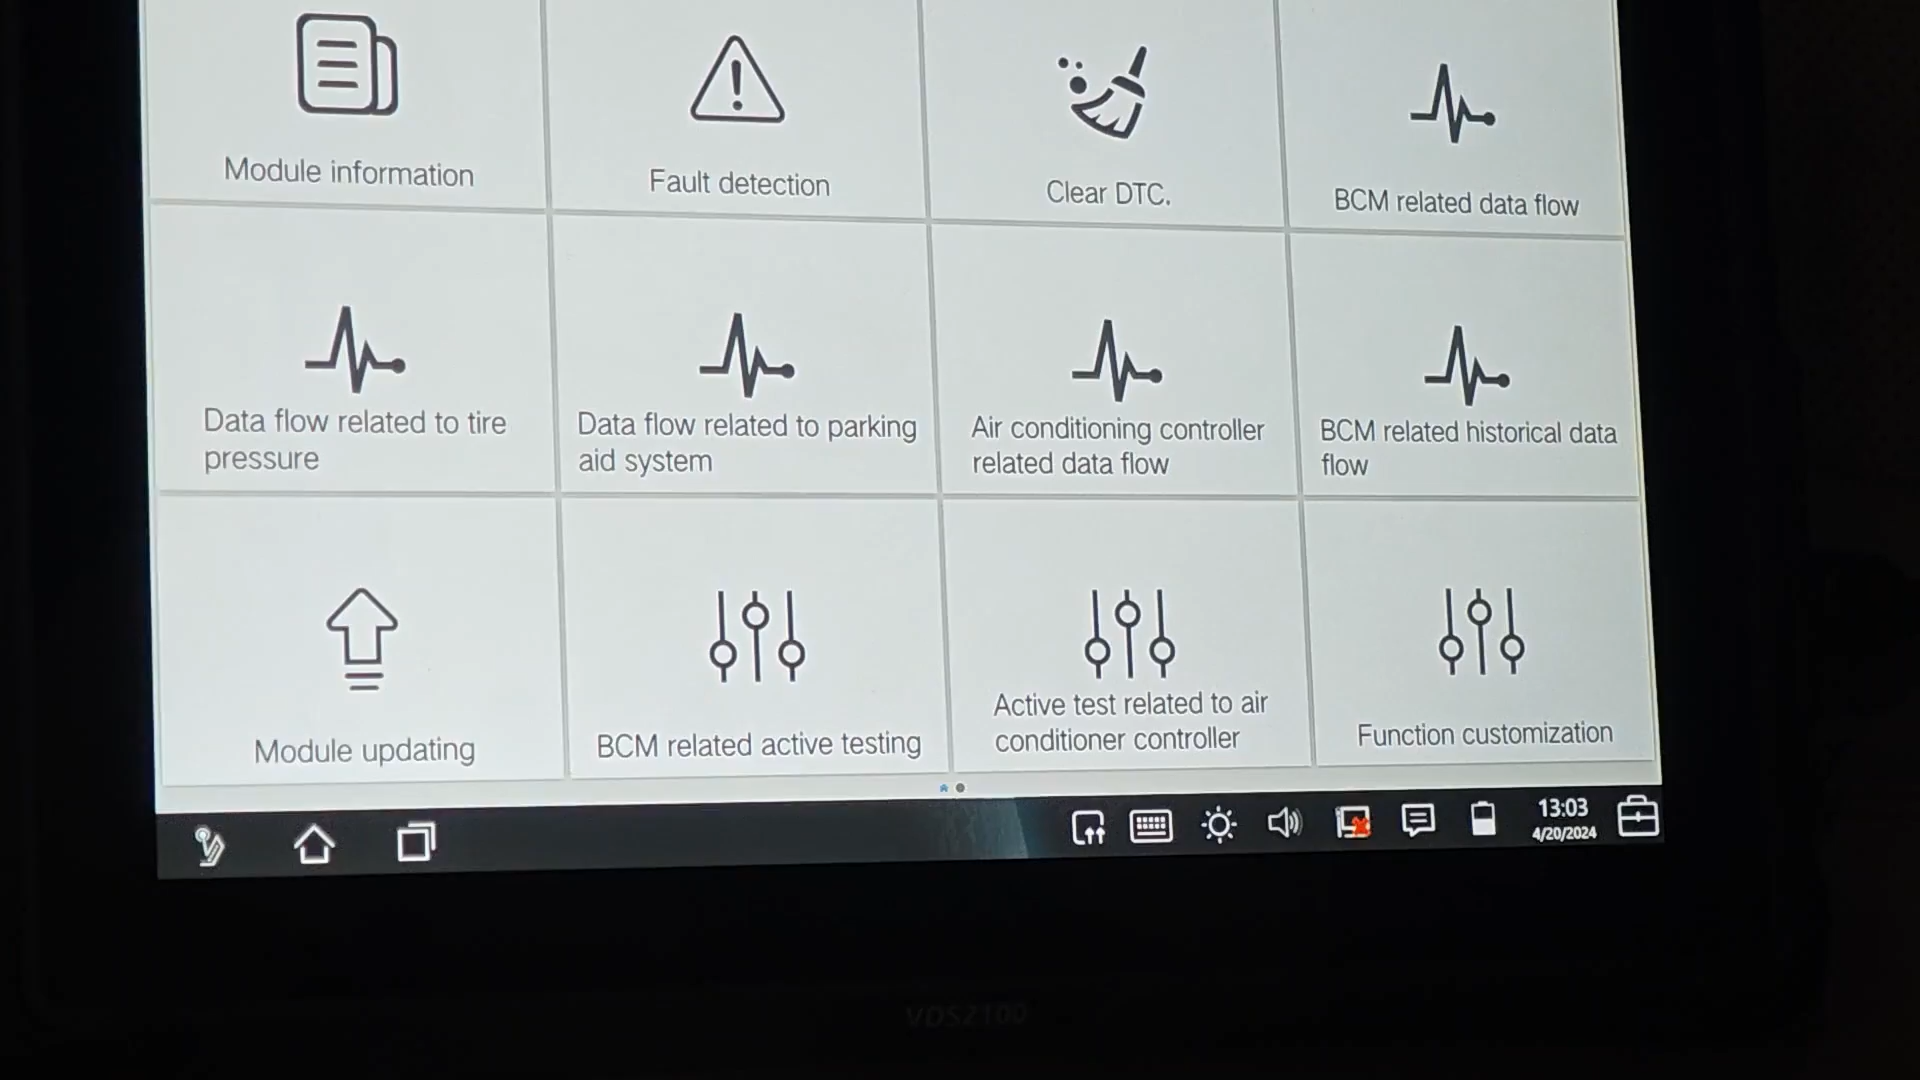 Module information
Fault detection
Clear DTC.
BCM related data flow
Data flow related to tire
pressure
Data flow related to parking
aid system
Air conditioning controller
related data flow
BCM related historical data
flow
Module updating
BCM related active testing
Active test related to air
conditioner controller
Function customization
13:03
4/20/2024
VDS2100